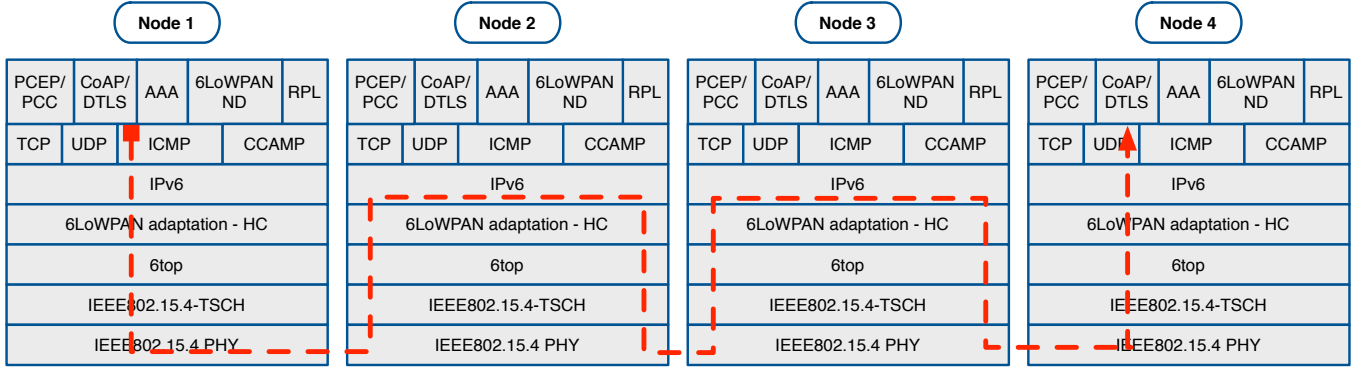 Node 1 Node 2 Node 3 Node 4
PCEP/ CoAP/ AAA 6LoWPAN RPL PCEP/ CoAP/ AAA 6LoWPAN RPL PCEP/ CoAP/ AAA 6LoWPAN RPL PCEP/ CoAP/ AAA 6LoWPAN RPL
PCC DTLS ND PCC DTLS ND PCC DTLS ND PCC DTLS ND
TCP UDP ICMP CCAMP TCP UDP ICMP CCAMP TCP UDP ICMP CCAMP TCP UDP ICMP CCAMP
IPv6 IPv6 IPv6 IPv6
6LoWPAN adaptation - HC 6LoWPAN adaptation - HC 6LoWPAN adaptation - HC 6LoWPAN adaptation - HC
6top 6top 6top 6top
IEEE802.15.4-TSCH IEEE802.15.4-TSCH IEEE802.15.4-TSCH IEEE802.15.4-TSCH
IEEE802.15.4 PHY IEEE802.15.4 PHY IEEE802.15.4 PHY IEEE802.15.4 PHY